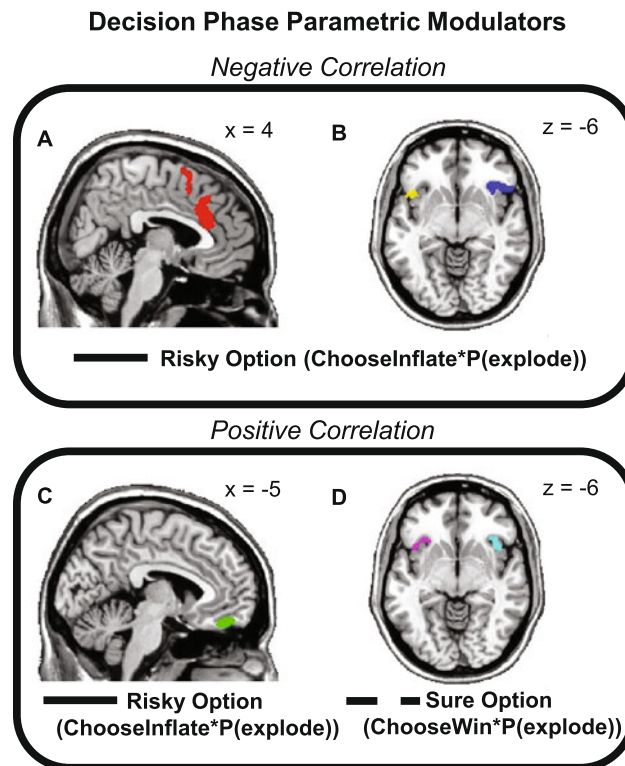 Decision Phase Parametric Modulators
Negative Correlation
A
x = 4
B
z = -6
Risky Option (ChooseInflate*P(explode))
Positive Correlation
C
x = -5
D
z = -6
Risky Option
(ChooseInflate*P(explode))
Sure Option
(ChooseWin*P(explode))